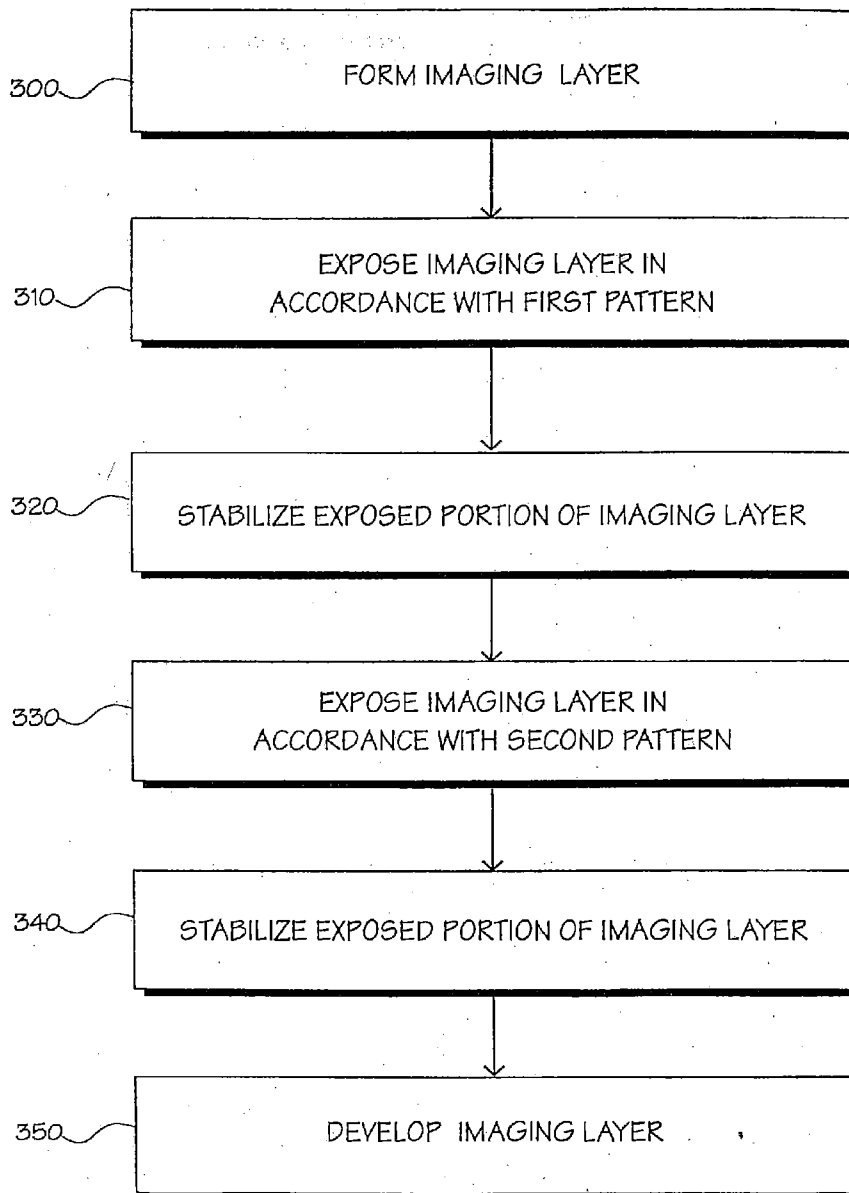 300
FORM IMAGING LAYER
310
EXPOSE IMAGING LAYER IN
ACCORDANCE WITH FIRST PATTERN
320
STABILIZE EXPOSED PORTION OF IMAGING LAYER
330
EXPOSE IMAGING LAYER IN
ACCORDANCE WITH SECOND PATTERN
340
STABILIZE EXPOSED PORTION OF IMAGING LAYER
350
DEVELOP IMAGING LAYER